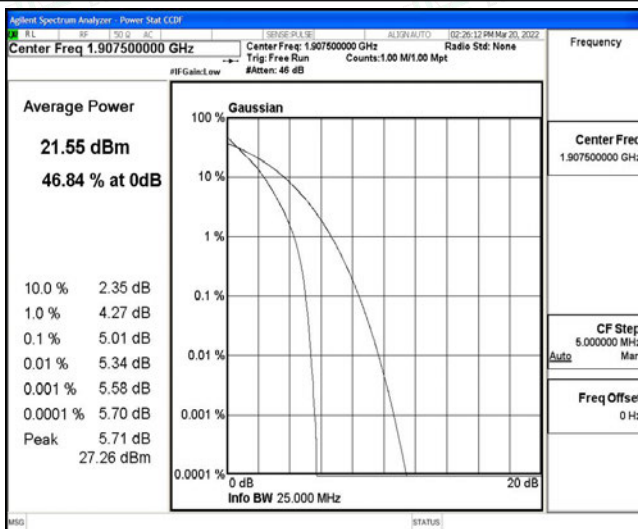 Agilent Spectrum Analyzer - Power Stat CCDF
RL RF 50 Ω AC SENSE:PULSE ALIGN AUTO 02:26:12 PM Mar 20, 2022
Center Freq 1.907500000 GHz
Center Freq: 1.907500000 GHz Radio Std: None
Trig: Free Run Counts:1.00 M/1.00 Mpt
#IFGain:Low #Atten: 46 dB
Frequency
Average Power
21.55 dBm
46.84 % at 0dB
10.0 % 2.35 dB
1.0 % 4.27 dB
0.1 % 5.01 dB
0.01 % 5.34 dB
0.001 % 5.58 dB
0.0001 % 5.70 dB
Peak 5.71 dB
27.26 dBm
Gaussian
100 %
10 %
1 %
0.1 %
0.01 %
0.001 %
0.0001 %
0 dB 20 dB
Info BW 25.000 MHz
Center Freq
1.907500000 GHz
CF Step
5.000000 MHz
Auto Man
Freq Offset
0 Hz
MSG STATUS